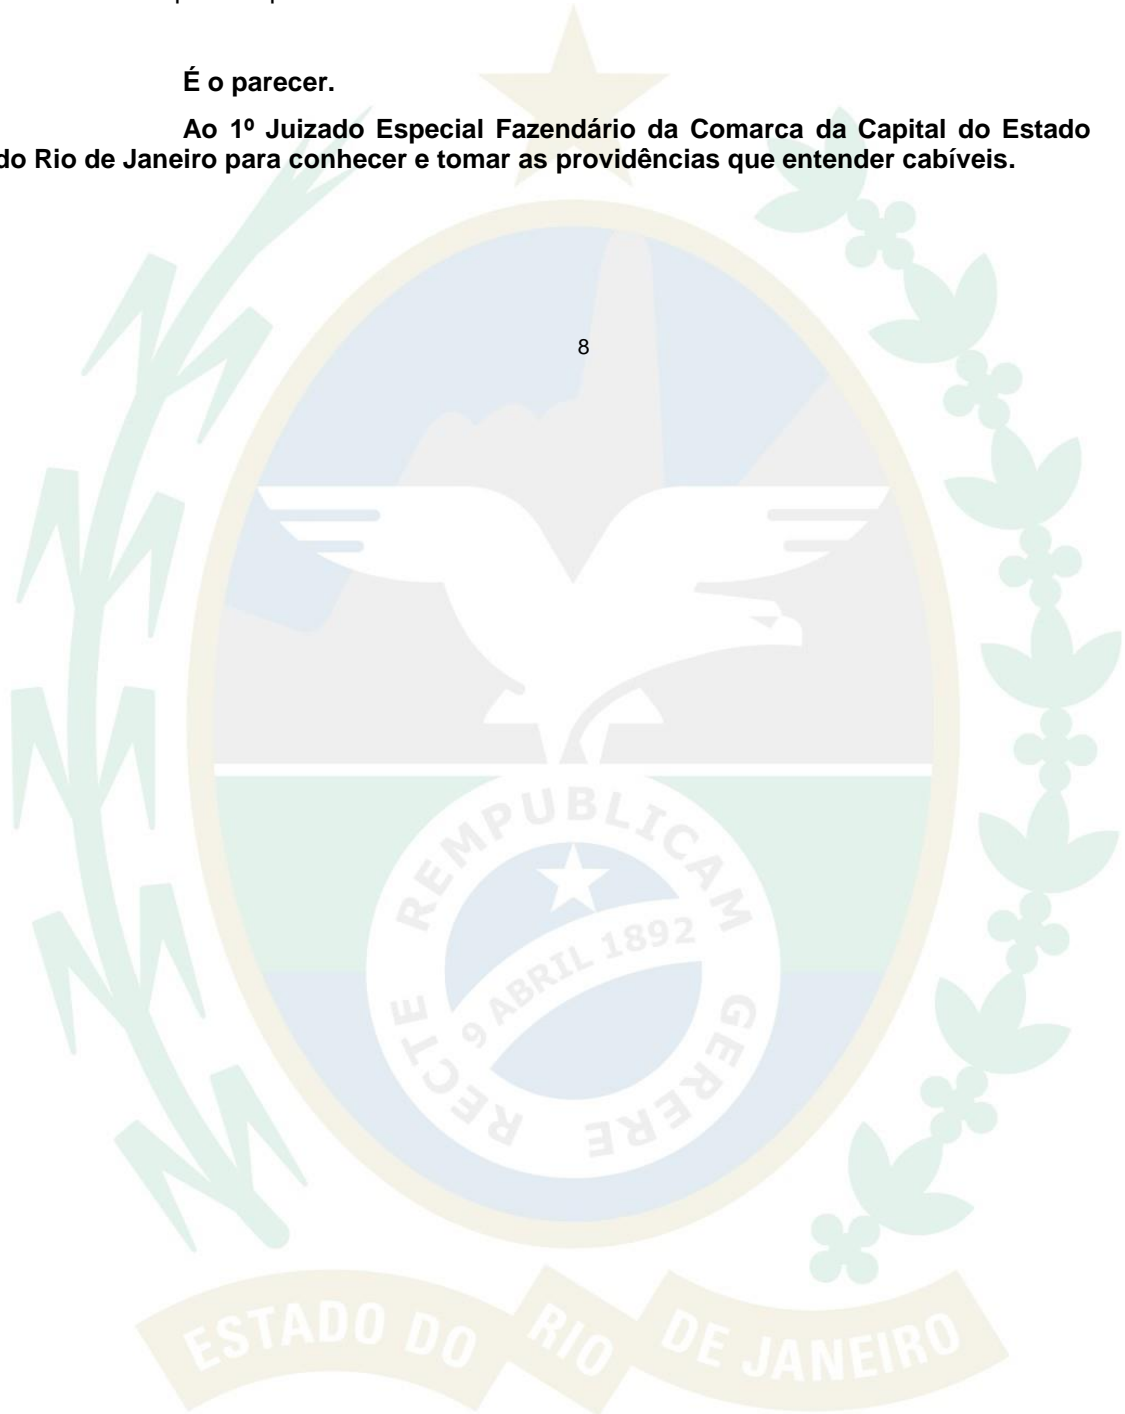 É o parecer.
Ao 1º Juizado Especial Fazendário da Comarca da Capital do Estado
do Rio de Janeiro para conhecer e tomar as providências que entender cabíveis.
8
REMPUBLICAM
9 ABRIL 1892
RECTE GERERE
ESTADO DO RIO DE JANEIRO